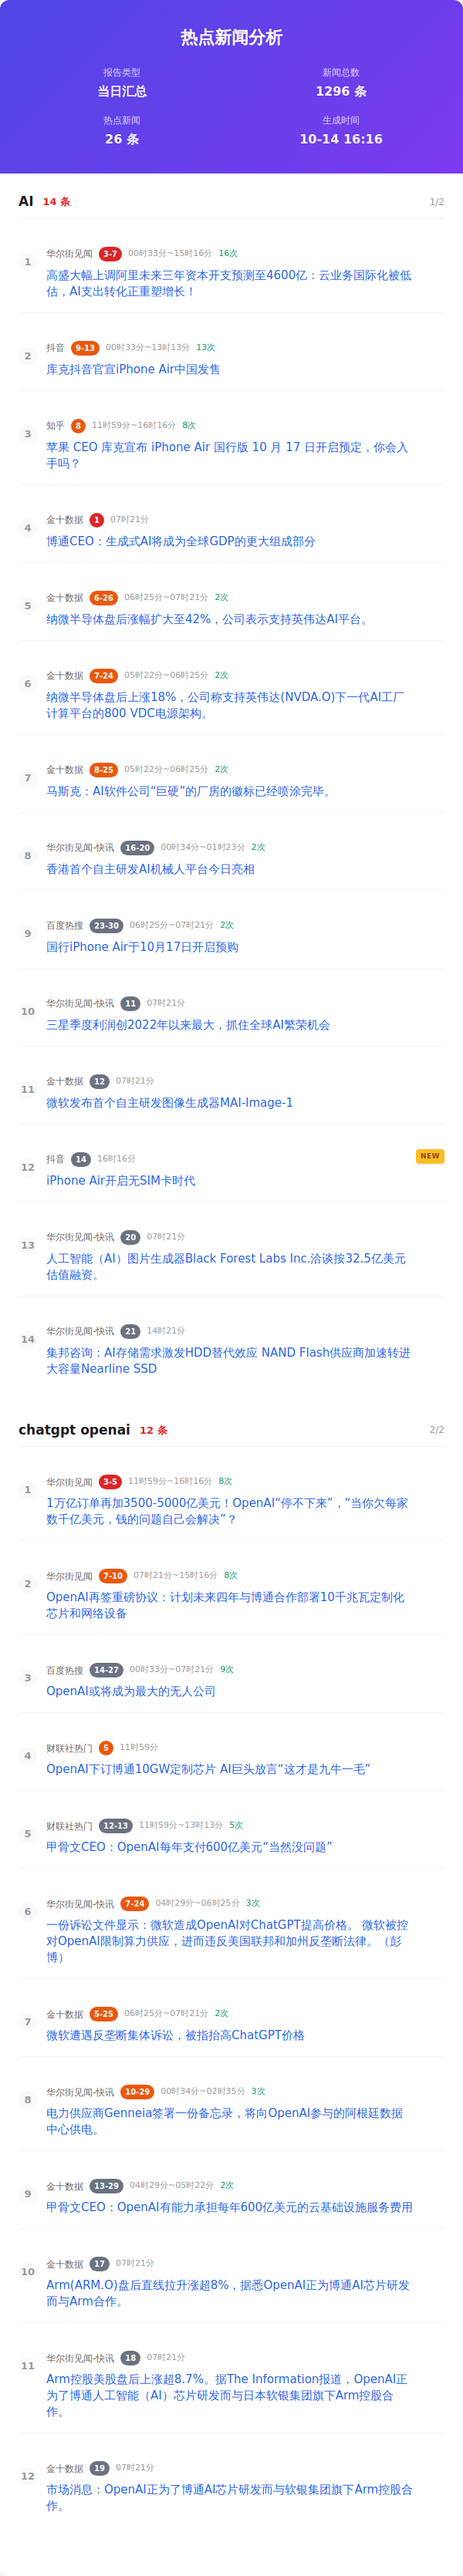 热点新闻分析
报告类型
当日汇总
新闻总数
1296 条
热点新闻
26 条
生成时间
10-14 16:16
AI 14 条 1/2
1
华尔街见闻 3-7 00时33分~15时16分 16次
高盛大幅上调阿里未来三年资本开支预测至4600亿：云业务国际化被低
估，AI支出转化正重塑增长！
2
抖音 9-13 00时33分~13时13分 13次
库克抖音官宣iPhone Air中国发售
3
知乎 8 11时59分~16时16分 8次
苹果 CEO 库克宣布 iPhone Air 国行版 10 月 17 日开启预定，你会入
手吗？
4
金十数据 1 07时21分
博通CEO：生成式AI将成为全球GDP的更大组成部分
5
金十数据 6-26 06时25分~07时21分 2次
纳微半导体盘后涨幅扩大至42%，公司表示支持英伟达AI平台。
6
金十数据 7-24 05时22分~06时25分 2次
纳微半导体盘后上涨18%，公司称支持英伟达(NVDA.O)下一代AI工厂
计算平台的800 VDC电源架构。
7
金十数据 8-25 05时22分~06时25分 2次
马斯克：AI软件公司“巨硬”的厂房的徽标已经喷涂完毕。
8
华尔街见闻-快讯 16-20 00时34分~01时23分 2次
香港首个自主研发AI机械人平台今日亮相
9
百度热搜 23-30 06时25分~07时21分 2次
国行iPhone Air于10月17日开启预购
10
华尔街见闻-快讯 11 07时21分
三星季度利润创2022年以来最大，抓住全球AI繁荣机会
11
金十数据 12 07时21分
微软发布首个自主研发图像生成器MAI-Image-1
12
抖音 14 16时16分 NEW
iPhone Air开启无SIM卡时代
13
华尔街见闻-快讯 20 07时21分
人工智能（AI）图片生成器Black Forest Labs Inc.洽谈按32.5亿美元
估值融资。
14
华尔街见闻-快讯 21 14时21分
集邦咨询：AI存储需求激发HDD替代效应 NAND Flash供应商加速转进
大容量Nearline SSD
chatgpt openai 12 条 2/2
1
华尔街见闻 3-5 11时59分~16时16分 8次
1万亿订单再加3500-5000亿美元！OpenAI“停不下来”，“当你欠每家
数千亿美元，钱的问题自己会解决”？
2
华尔街见闻 7-10 07时21分~15时16分 8次
OpenAI再签重磅协议：计划未来四年与博通合作部署10千兆瓦定制化
芯片和网络设备
3
百度热搜 14-27 00时33分~07时21分 9次
OpenAI或将成为最大的无人公司
4
财联社热门 5 11时59分
OpenAI下订博通10GW定制芯片 AI巨头放言“这才是九牛一毛”
5
财联社热门 12-13 11时59分~13时13分 5次
甲骨文CEO：OpenAI每年支付600亿美元“当然没问题”
6
华尔街见闻-快讯 7-24 04时29分~06时25分 3次
一份诉讼文件显示：微软造成OpenAI对ChatGPT提高价格。 微软被控
对OpenAI限制算力供应，进而违反美国联邦和加州反垄断法律。（彭
博）
7
金十数据 5-25 06时25分~07时21分 2次
微软遭遇反垄断集体诉讼，被指抬高ChatGPT价格
8
华尔街见闻-快讯 10-29 00时34分~02时35分 3次
电力供应商Genneia签署一份备忘录，将向OpenAI参与的阿根廷数据
中心供电。
9
金十数据 13-29 04时29分~05时22分 2次
甲骨文CEO：OpenAI有能力承担每年600亿美元的云基础设施服务费用
10
金十数据 17 07时21分
Arm(ARM.O)盘后直线拉升涨超8%，据悉OpenAI正为博通AI芯片研发
而与Arm合作。
11
华尔街见闻-快讯 18 07时21分
Arm控股美股盘后上涨超8.7%。据The Information报道，OpenAI正
为了博通人工智能（AI）芯片研发而与日本软银集团旗下Arm控股合
作。
12
金十数据 19 07时21分
市场消息：OpenAI正为了博通AI芯片研发而与软银集团旗下Arm控股合
作。